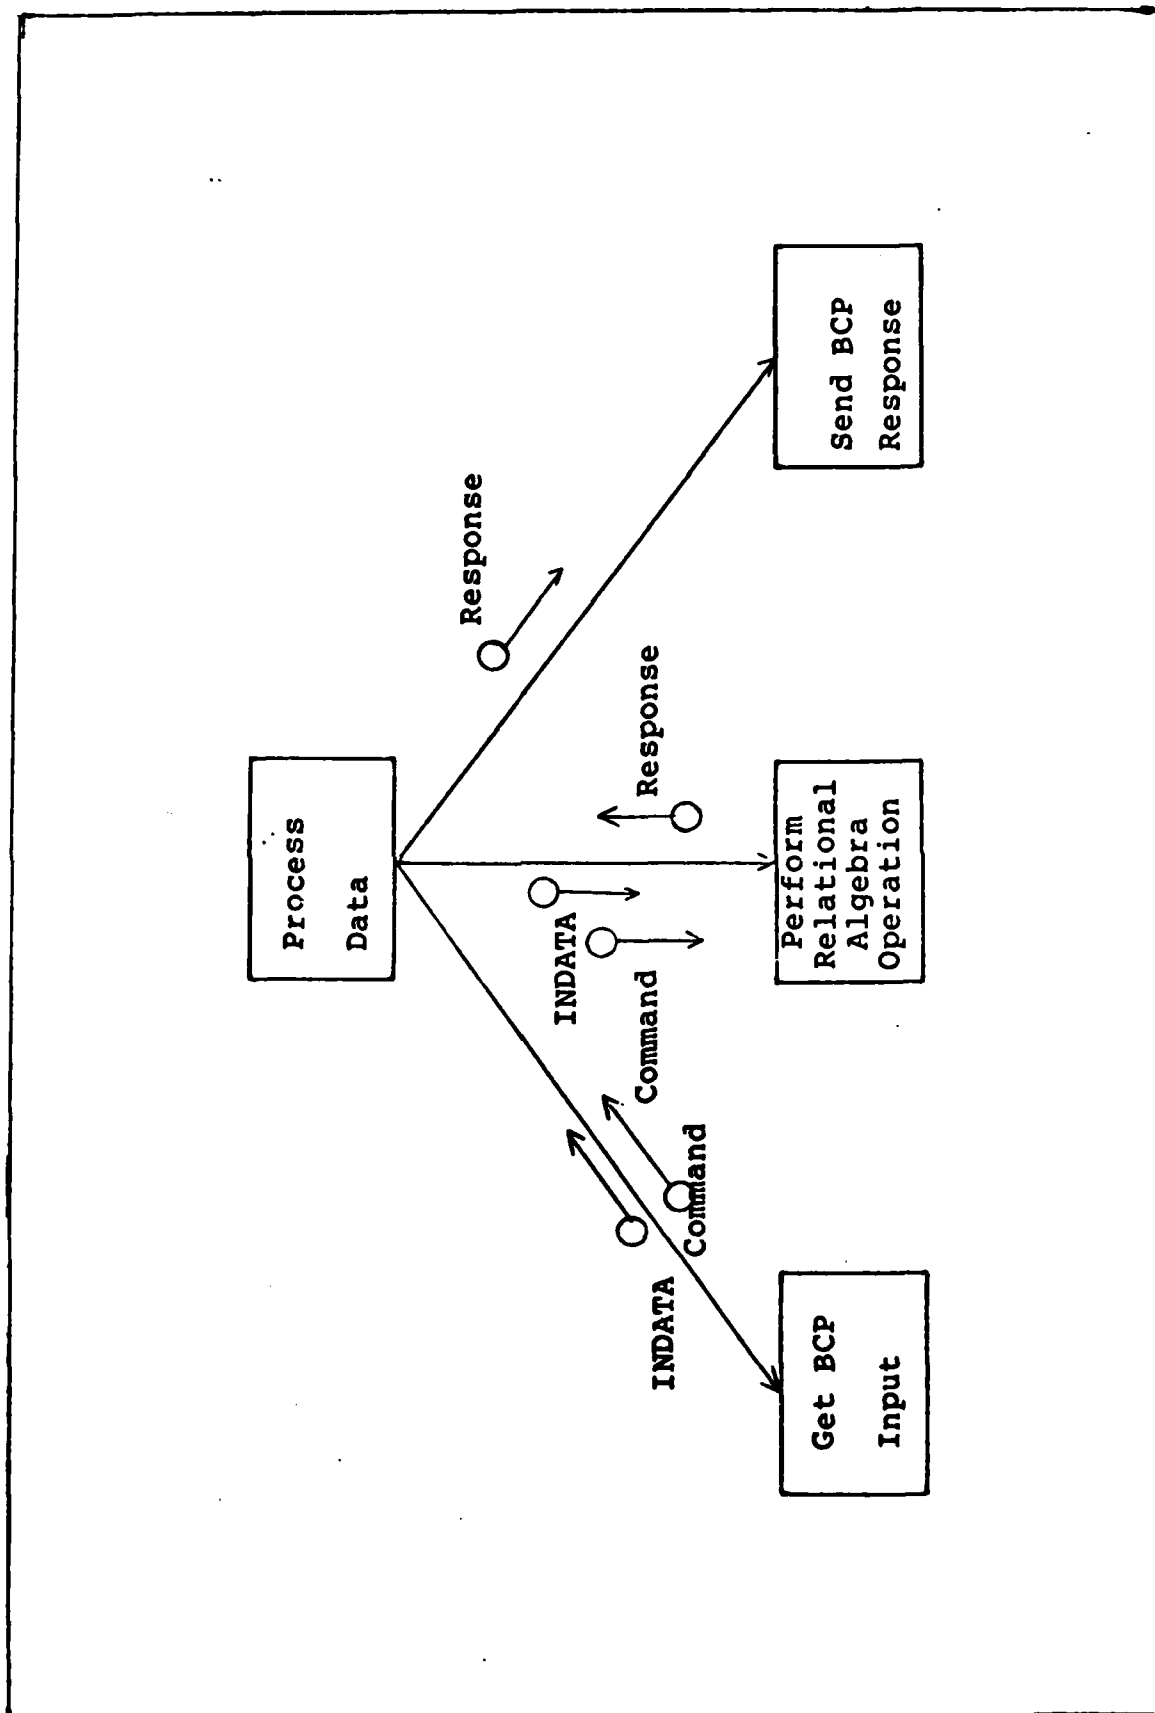 Process
Data
Response
INDATA
Command
Response
INDATA
Command
Get BCP
Input
Perform
Relational
Algebra
Operation
Send BCP
Response